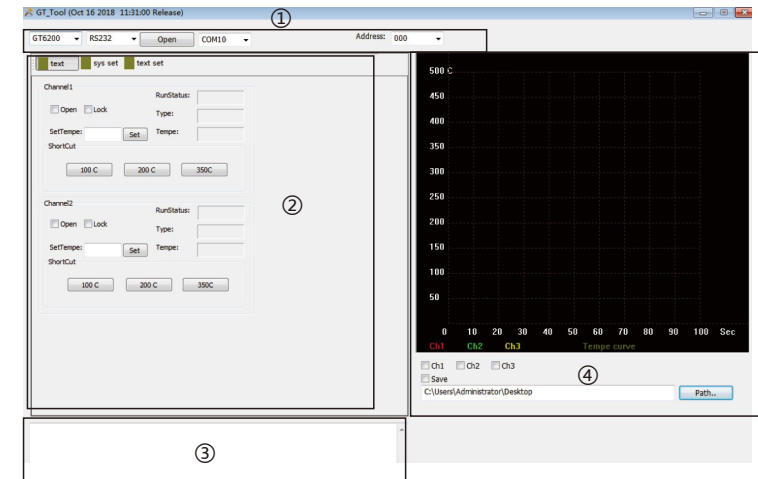 GT_Tool (Oct 16 2018 11:31:00 Release)
①
GT6200 RS232 Open COM10 Address: 000
text sys set text set
Channel1
Open Lock RunStatus:
Type:
SetTempe: Set Tempe:
ShortCut
100 C 200 C 350C
Channel2
Open Lock RunStatus:
Type:
SetTempe: Set Tempe:
ShortCut
100 C 200 C 350C
②
500 C
450
400
350
300
250
200
150
100
50
0 10 20 30 40 50 60 70 80 90 100 Sec
Ch1 Ch2 Ch3 Tempe curve
Ch1 Ch2 Ch3
Save
④
C:\Users\Administrator\Desktop Path..
③